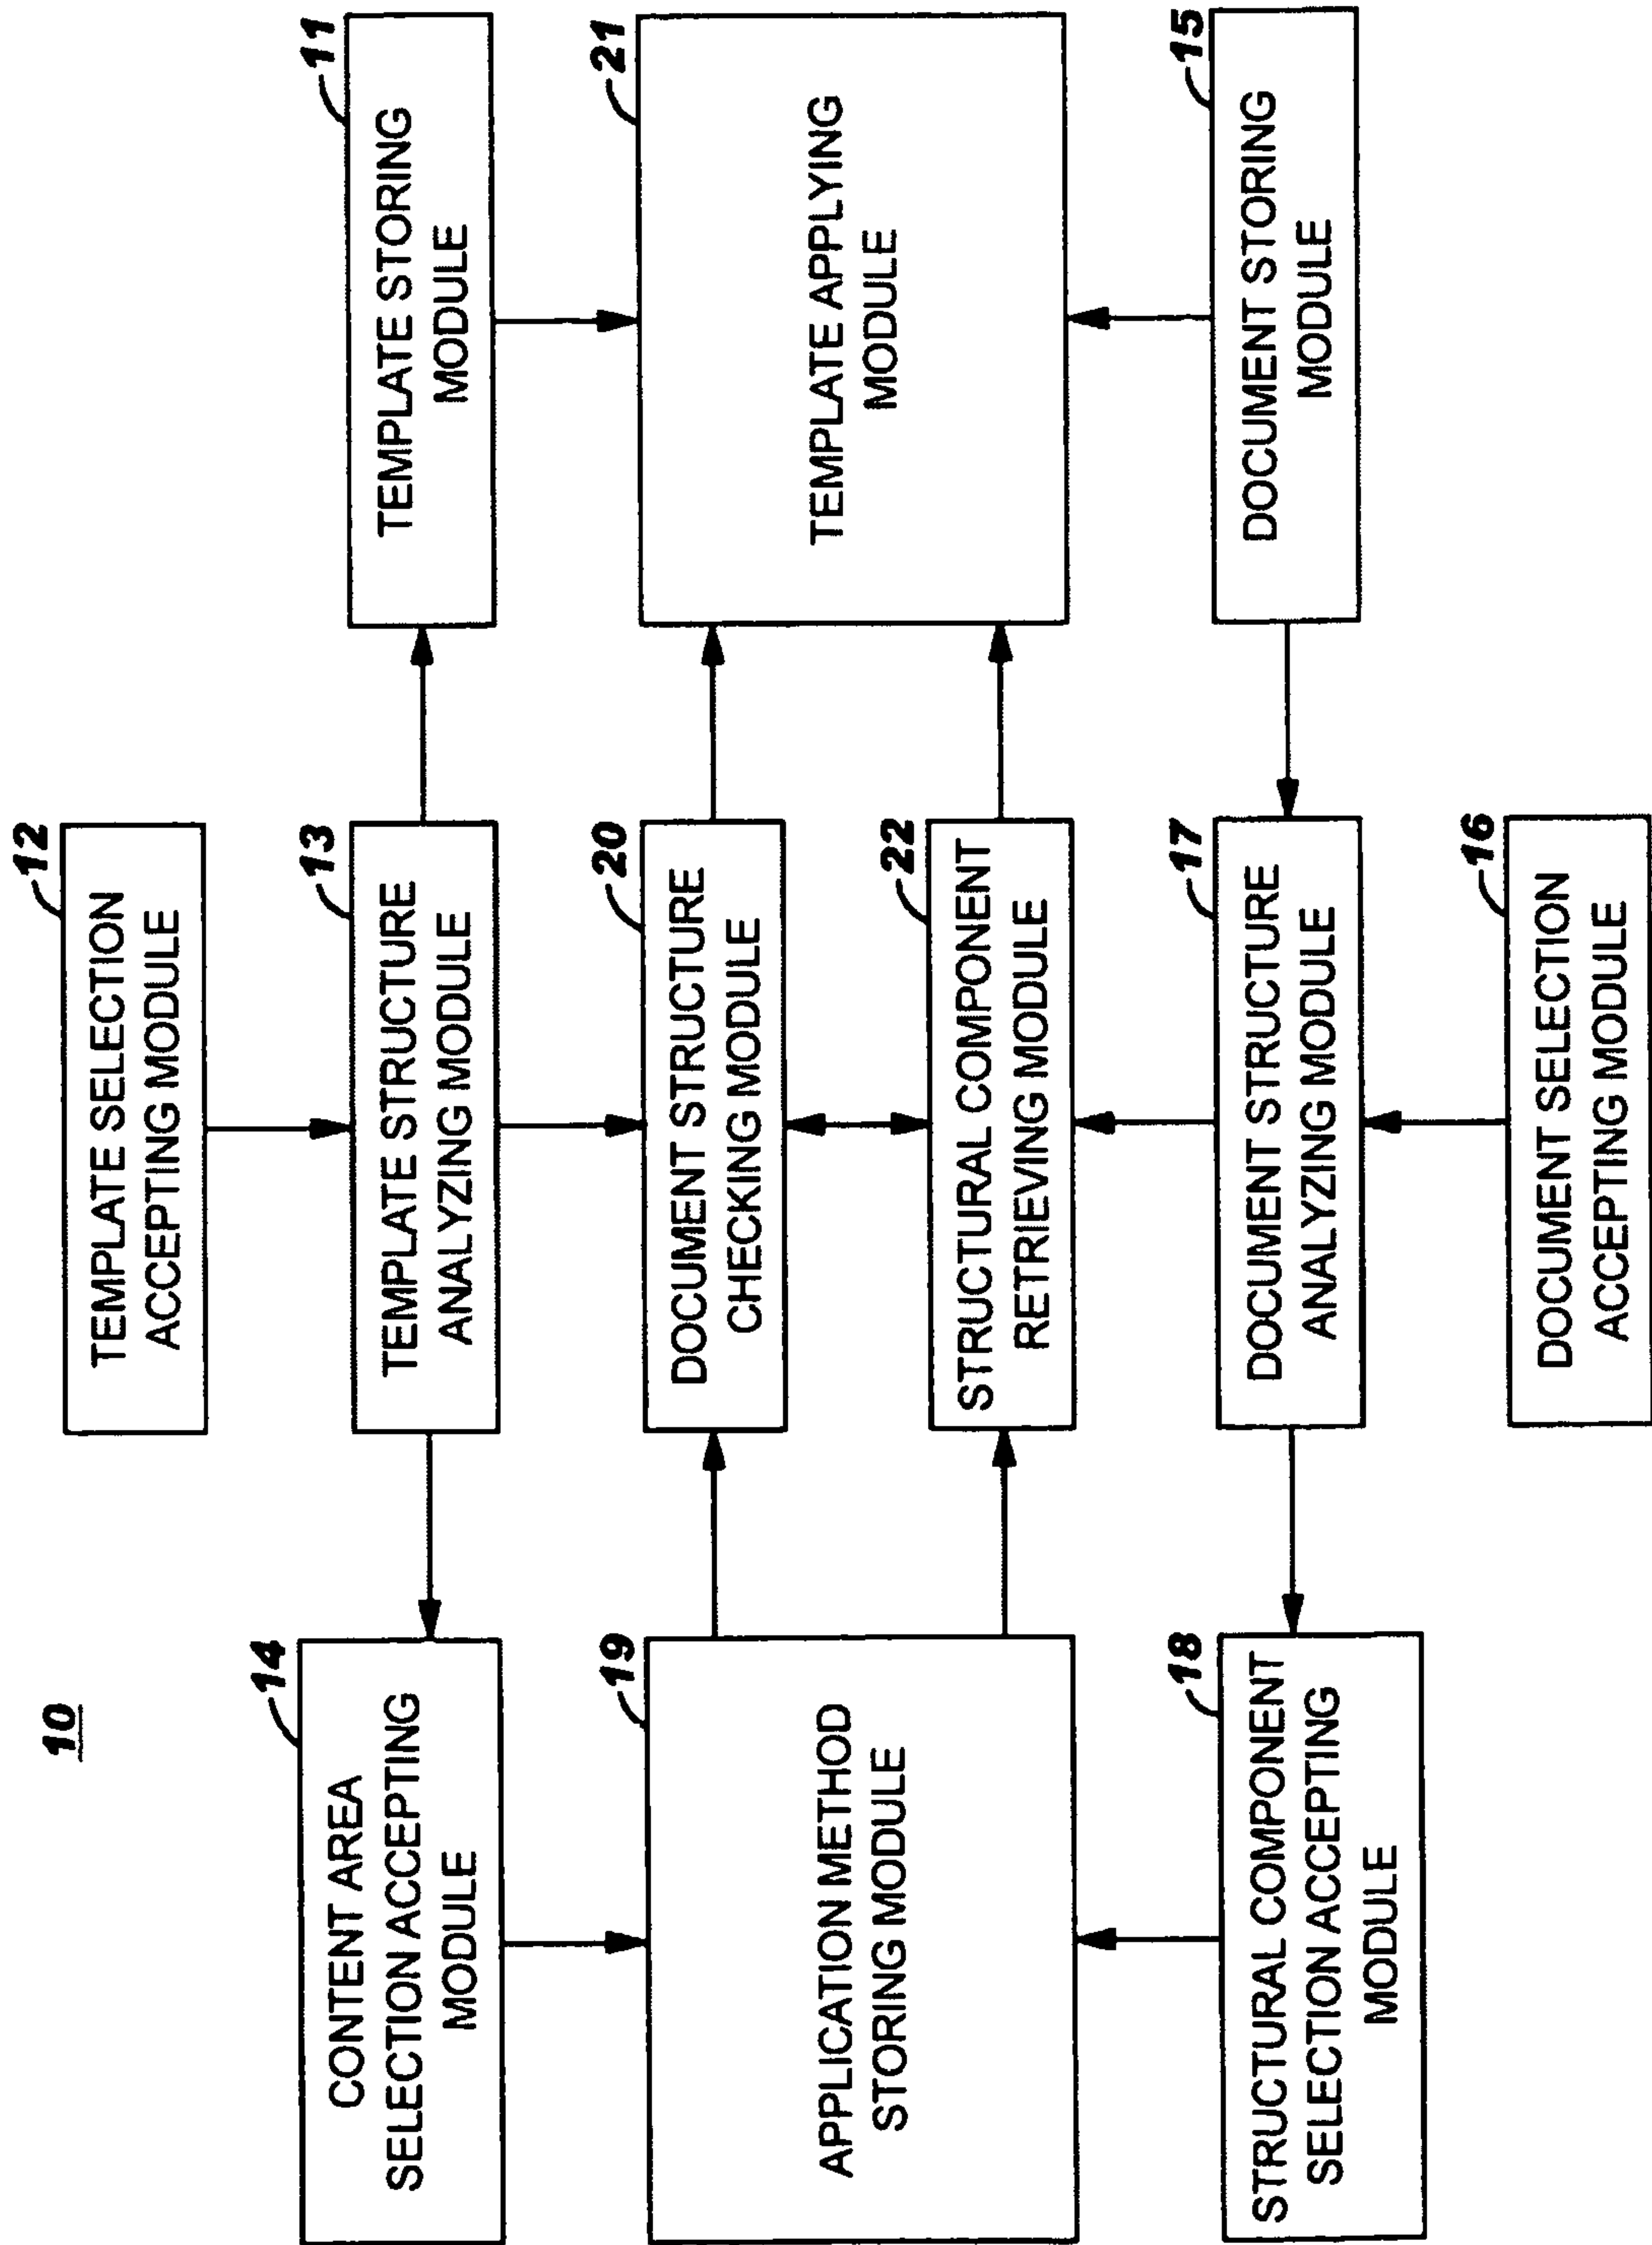 10
12
TEMPLATE SELECTION
ACCEPTING MODULE
14
CONTENT AREA
SELECTION ACCEPTING
MODULE
13
TEMPLATE STRUCTURE
ANALYZING MODULE
11
TEMPLATE STORING
MODULE
19
APPLICATION METHOD
STORING MODULE
20
DOCUMENT STRUCTURE
CHECKING MODULE
21
TEMPLATE APPLYING
MODULE
22
STRUCTURAL COMPONENT
RETRIEVING MODULE
18
STRUCTURAL COMPONENT
SELECTION ACCEPTING
MODULE
17
DOCUMENT STRUCTURE
ANALYZING MODULE
15
DOCUMENT STORING
MODULE
16
DOCUMENT SELECTION
ACCEPTING MODULE